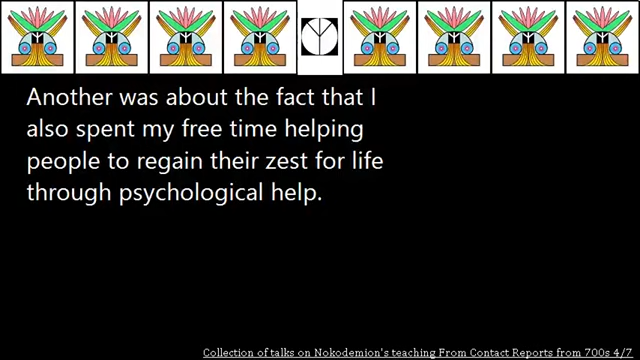 Another was about the fact that I
also spent my free time helping
people to regain their zest for life
through psychological help.
Collection of talks on Nokodemion's teaching From Contact Reports from 700s 4/7